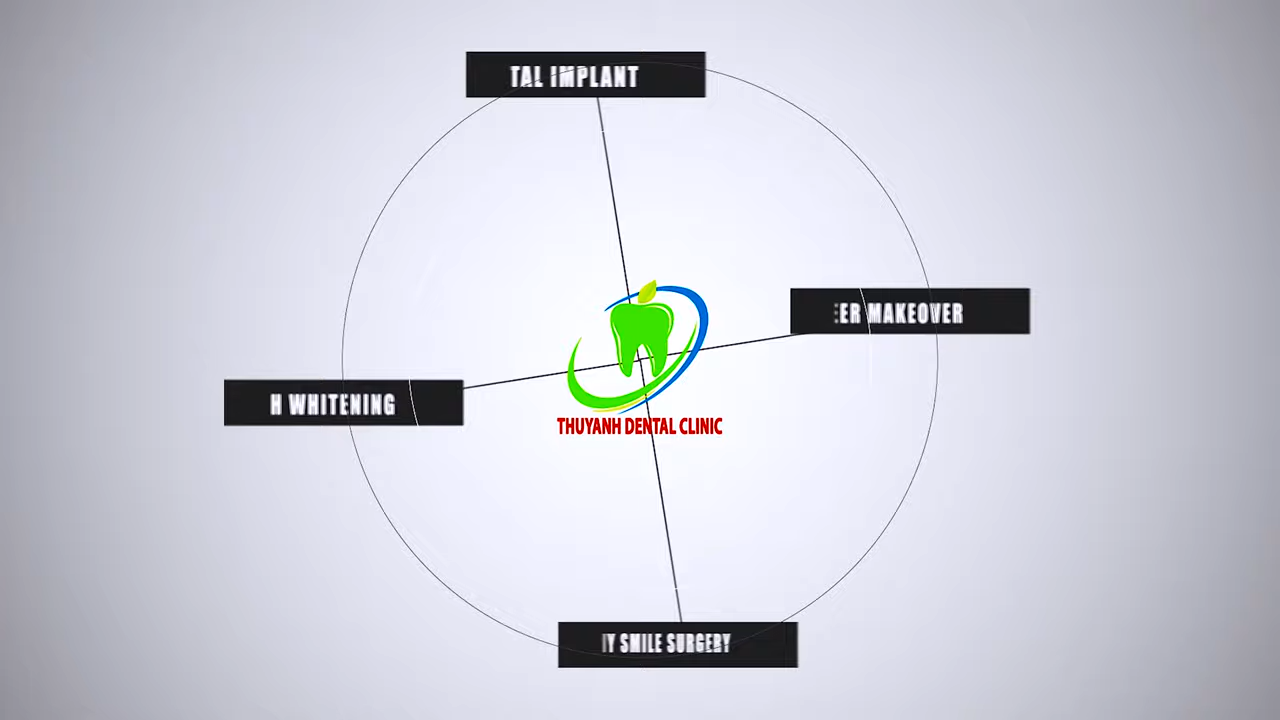 TAL IMPLANT
ER MAKEOVER
H WHITENING
THUYANH DENTAL CLINIC
Y SMILE SURGERY